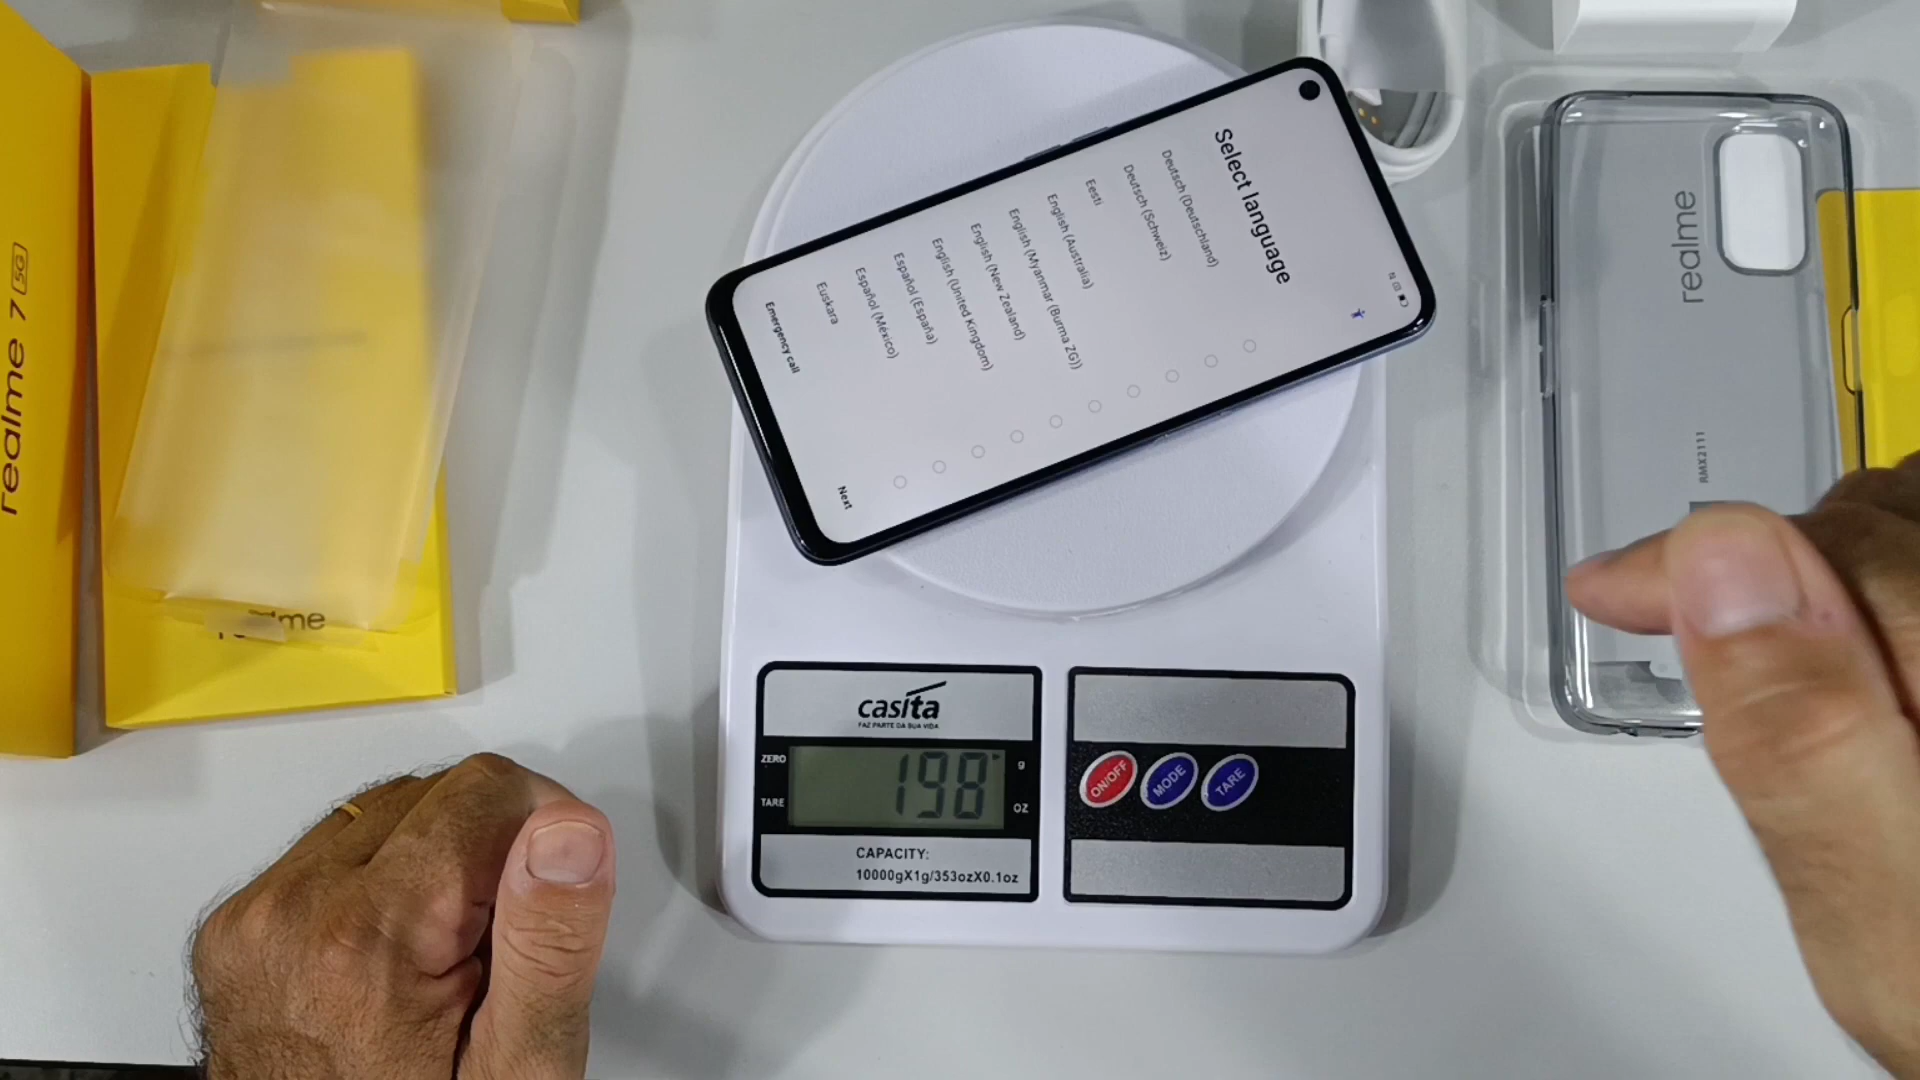 realme 7 5G
realme
Select language
Deutsch (Deutschland)
Deutsch (Schweiz)
Eesti
English (Australia)
English (Myanmar (Burma ZG))
English (New Zealand)
English (United Kingdom)
Español (España)
Español (México)
Euskara
Emergency call
Next
realme
RMX2111
casita
FAZ PARTE DA SUA VIDA
ZERO
TARE
198
g
OZ
CAPACITY:
10000gX1g/353ozX0.1oz
ON/OFF
MODE
TARE